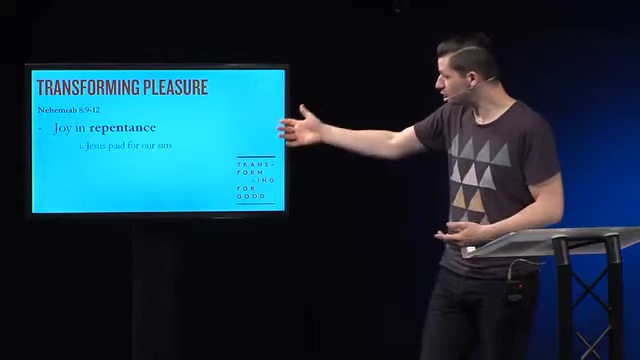 TRANSFORMING PLEASURE
Nehemiah 8:9-12
- Joy in repentance
i. Jesus paid for our sins
TRANS-
FORM
-ING
FOR
GOOD